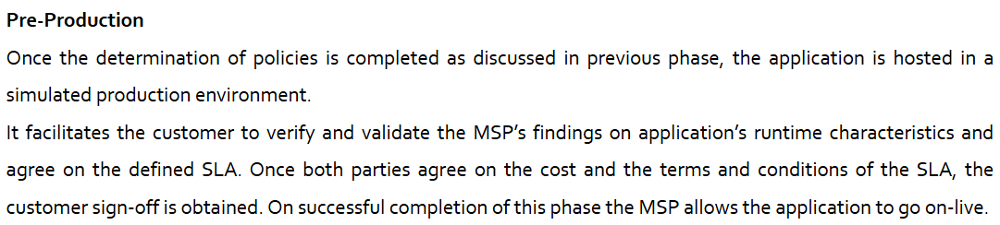 Pre-Production
Once the determination of policies is completed as discussed in previous phase, the application is hosted in a
simulated production environment.
It facilitates the customer to verify and validate the MSP’s findings on application’s runtime characteristics and
agree on the defined SLA. Once both parties agree on the cost and the terms and conditions of the SLA, the
customer sign-off is obtained. On successful completion of this phase the MSP allows the application to go on-live.